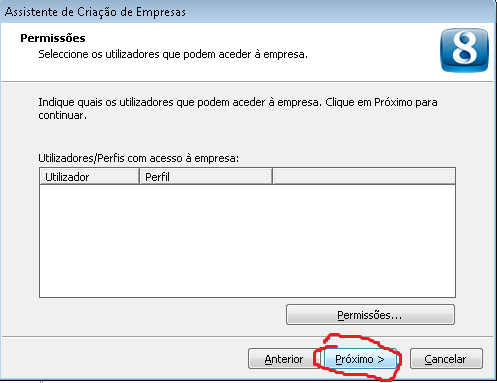 Assistente de Criação de Empresas
Permissões
Seleccione os utilizadores que podem aceder à empresa.
8
Indique quais os utilizadores que podem aceder à empresa. Clique em Próximo para
continuar.
Utilizadores/Perfis com acesso à empresa:
Utilizador Perfil
Permissões...
Anterior Próximo > Cancelar